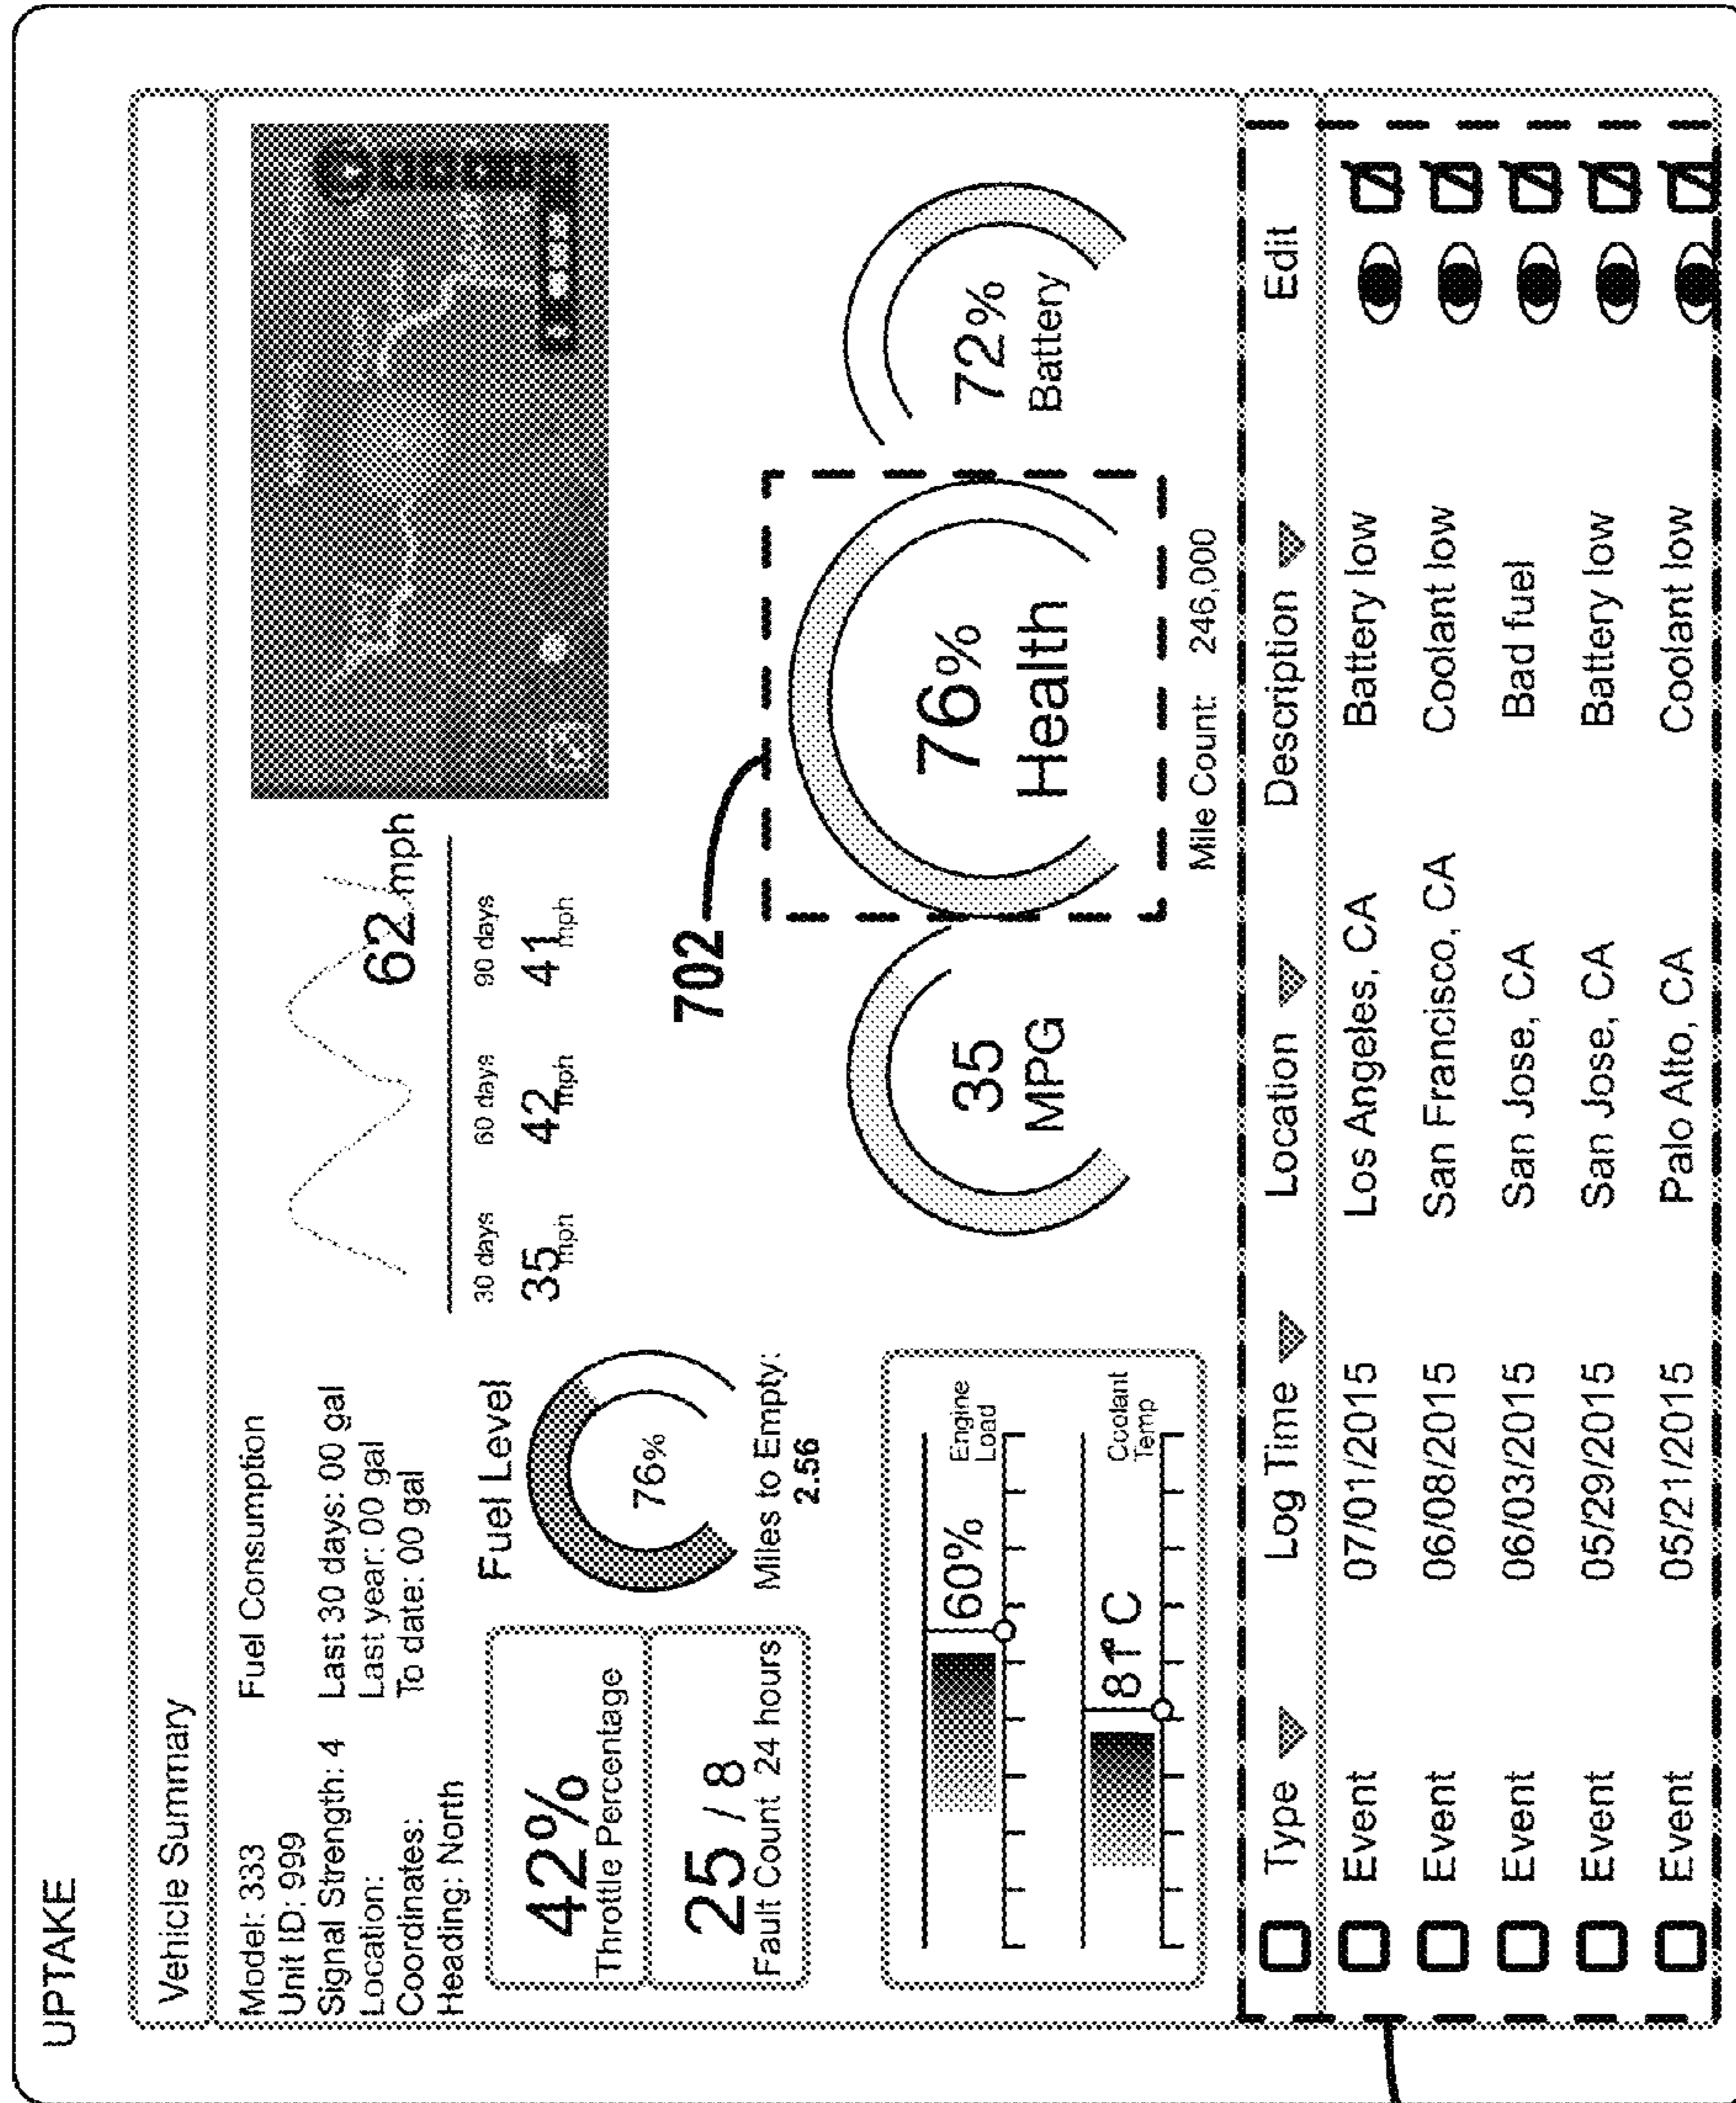 UPTAKE
Vehicle Summary
Model: 333
Unit ID: 999
Signal Strength: 4
Location:
Coordinates:
Heading: North
Fuel Consumption
Last 30 days: 00 gal
Last year: 00 gal
To date: 00 gal
42%
Throttle Percentage
25 / 8
Fault Count 24 hours
Fuel Level
76%
Miles to Empty:
2.56
62 mph
30 days 60 days 90 days
35 mph 42 mph 41 mph
60%
Engine
Load
81°C
Coolant
Temp
702
35
MPG
76%
Health
72%
Battery
Mile Count: 246,000
Type Log Time Location Description Edit
Event 07/01/2015 Los Angeles, CA Battery low
Event 06/08/2015 San Francisco, CA Coolant low
Event 06/03/2015 San Jose, CA Bad fuel
Event 05/29/2015 San Jose, CA Battery low
Event 05/21/2015 Palo Alto, CA Coolant low